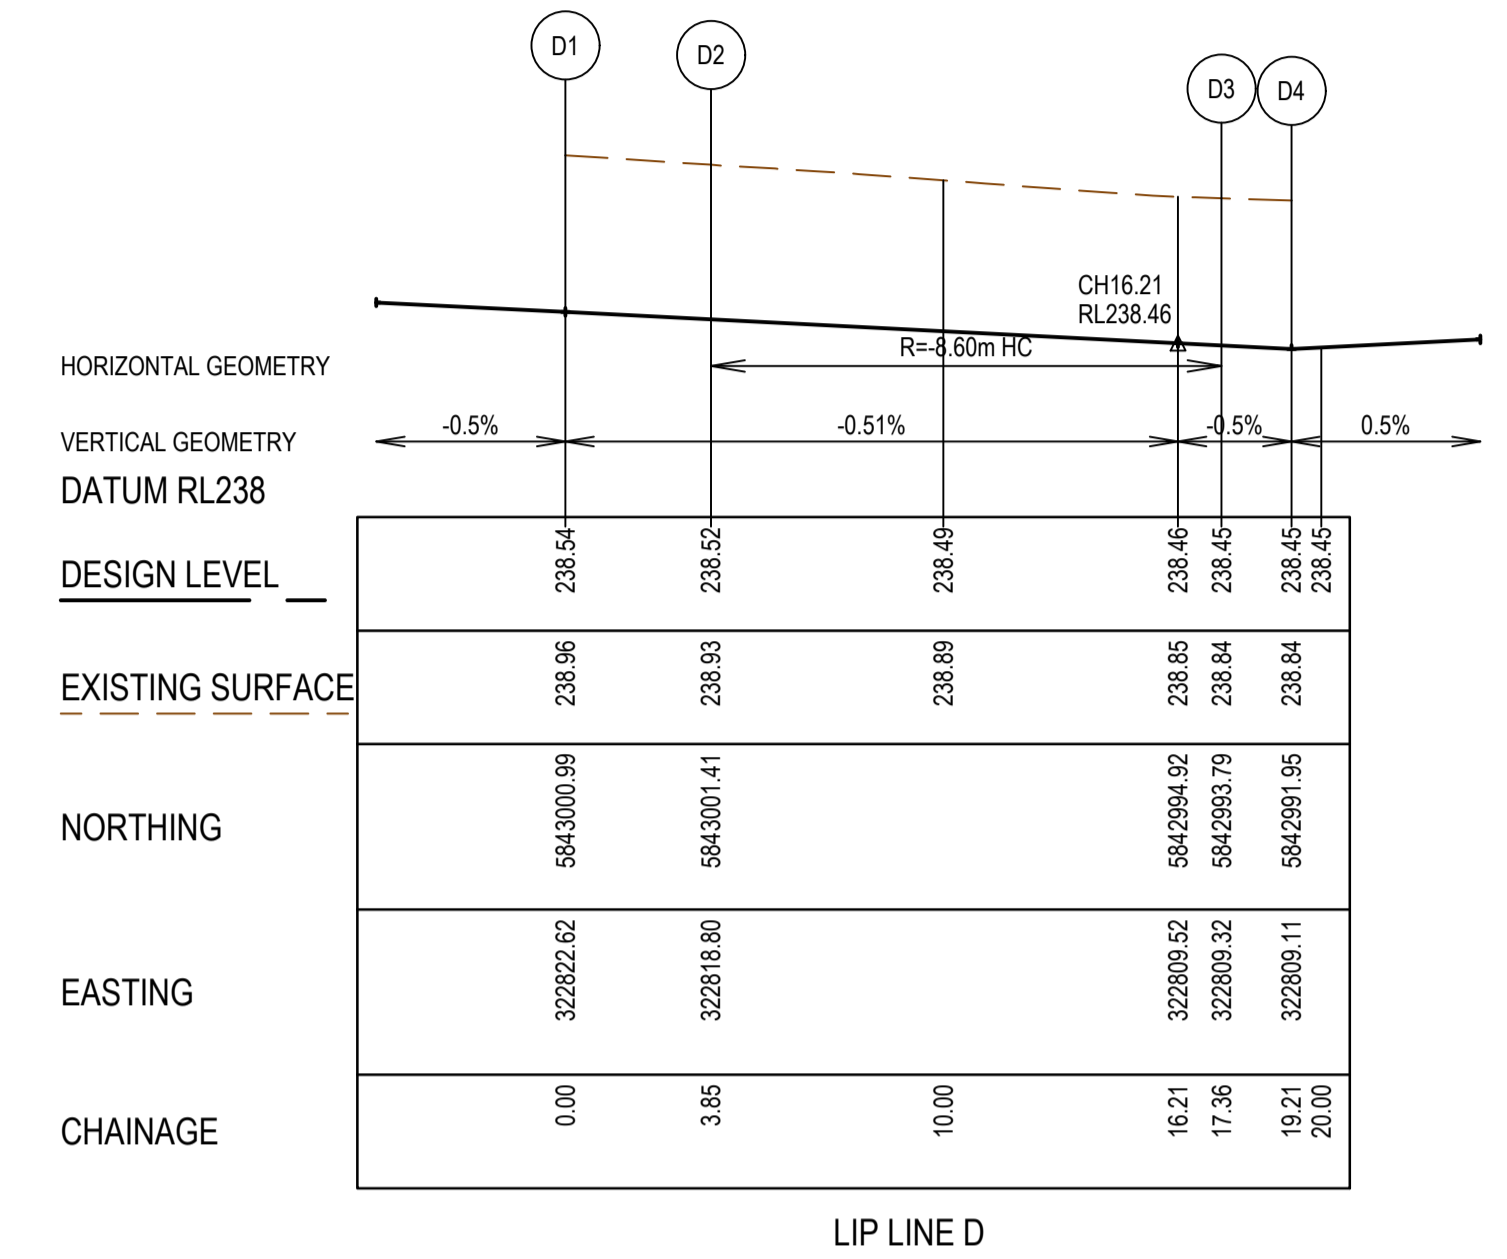 D1
D2
D3
D4
CH16.21
RL238.46
HORIZONTAL GEOMETRY
R=-8.60m HC
VERTICAL GEOMETRY
-0.5%
-0.51%
-0.5%
0.5%
DATUM RL238
DESIGN LEVEL
238.54
238.52
238.49
238.46
238.45
238.45
238.45
EXISTING SURFACE
238.96
238.93
238.89
238.85
238.84
238.84
NORTHING
5843000.99
5843001.41
5842994.92
5842993.79
5842991.95
EASTING
322822.62
322818.80
322809.52
322809.32
322809.11
CHAINAGE
0.00
3.85
10.00
16.21
17.36
19.21
20.00
LIP LINE D